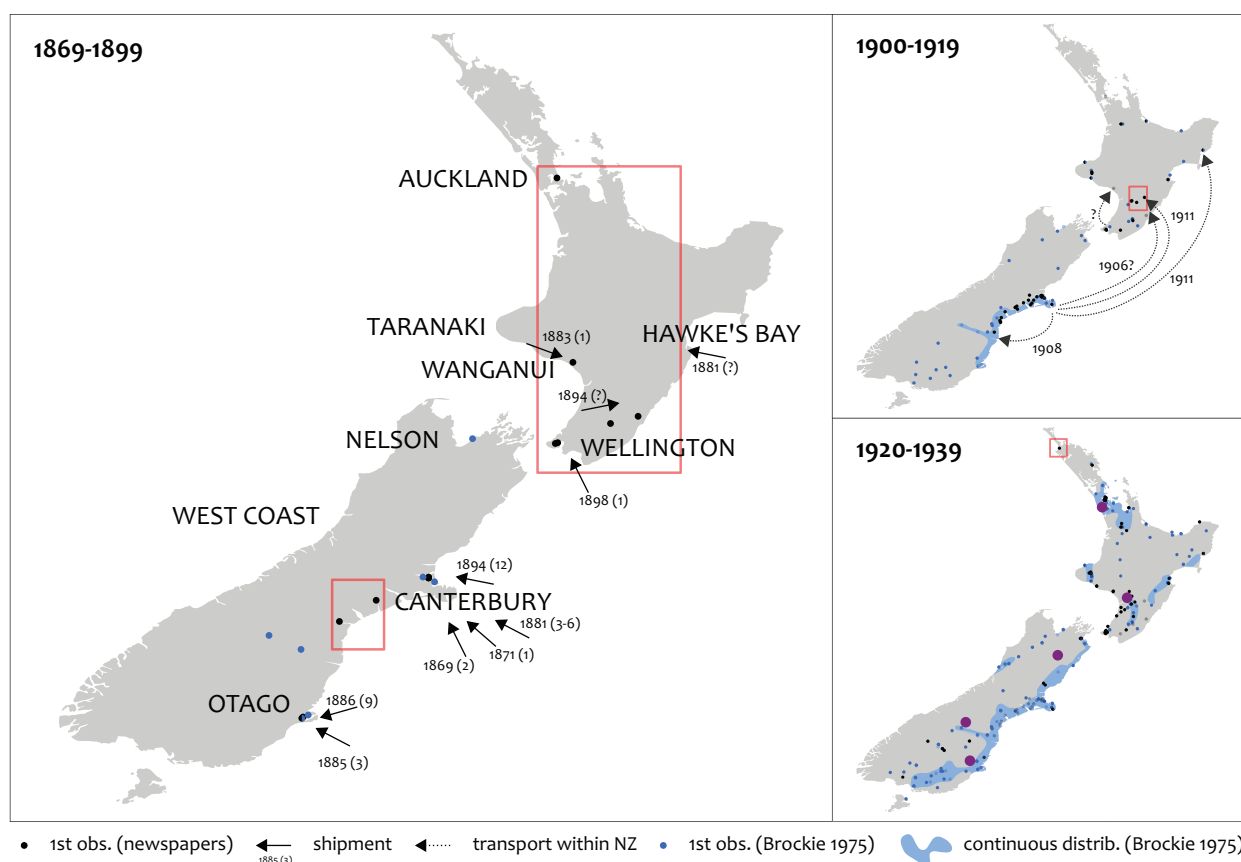 1869-1899
AUCKLAND
TARANAKI
1883 (1)
HAWKE'S BAY
WANGANUI
1881 (?)
1894 (?)
NELSON
WELLINGTON
1898 (1)
WEST COAST
1894 (12)
CANTERBURY
1881 (3-6)
1871 (1)
1869 (2)
OTAGO
1886 (9)
1885 (3)
1900-1919
?
1911
1906?
1911
1908
1920-1939
1st obs. (newspapers)
shipment
1885 (3)
transport within NZ
1st obs. (Brockie 1975)
continuous distrib. (Brockie 1975)